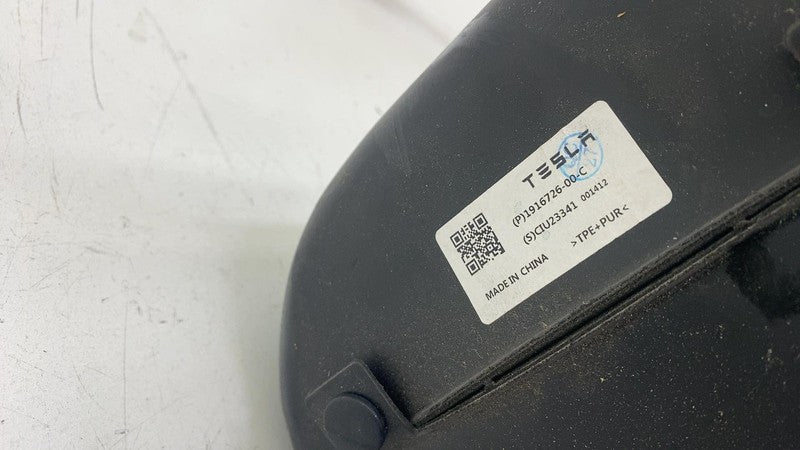 TESLA
(P)1916726-00-C
(S)CIU23341 001412
MADE IN CHINA >TPE+PUR<